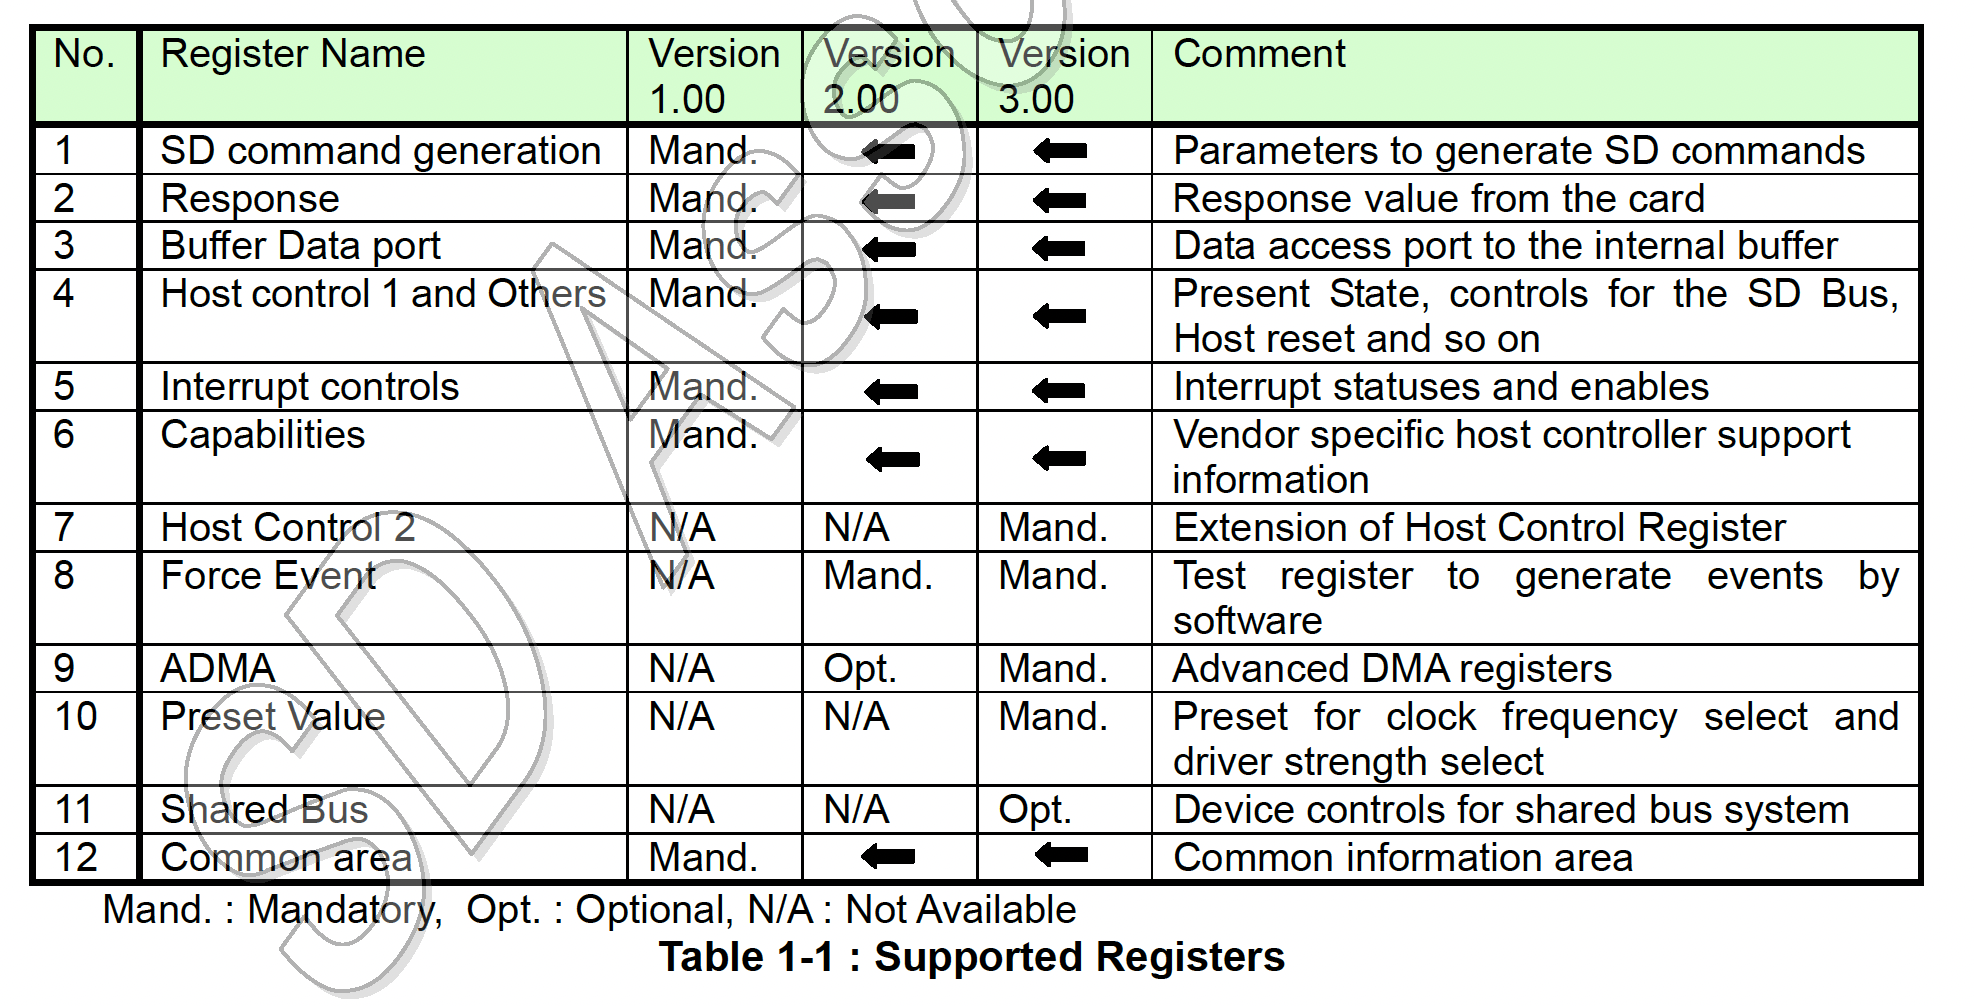 No. Register Name Version 1.00 Version 2.00 Version 3.00 Comment
1 SD command generation Mand. ← ← Parameters to generate SD commands
2 Response Mand. ← ← Response value from the card
3 Buffer Data port Mand. ← ← Data access port to the internal buffer
4 Host control 1 and Others Mand. ← ← Present State, controls for the SD Bus,
Host reset and so on
5 Interrupt controls Mand. ← ← Interrupt statuses and enables
6 Capabilities Mand. ← ← Vendor specific host controller support
information
7 Host Control 2 N/A N/A Mand. Extension of Host Control Register
8 Force Event N/A Mand. Mand. Test register to generate events by
software
9 ADMA N/A Opt. Mand. Advanced DMA registers
10 Preset Value N/A N/A Mand. Preset for clock frequency select and
driver strength select
11 Shared Bus N/A N/A Opt. Device controls for shared bus system
12 Common area Mand. ← ← Common information area
Mand. : Mandatory, Opt. : Optional, N/A : Not Available
Table 1-1 : Supported Registers
SD Asso